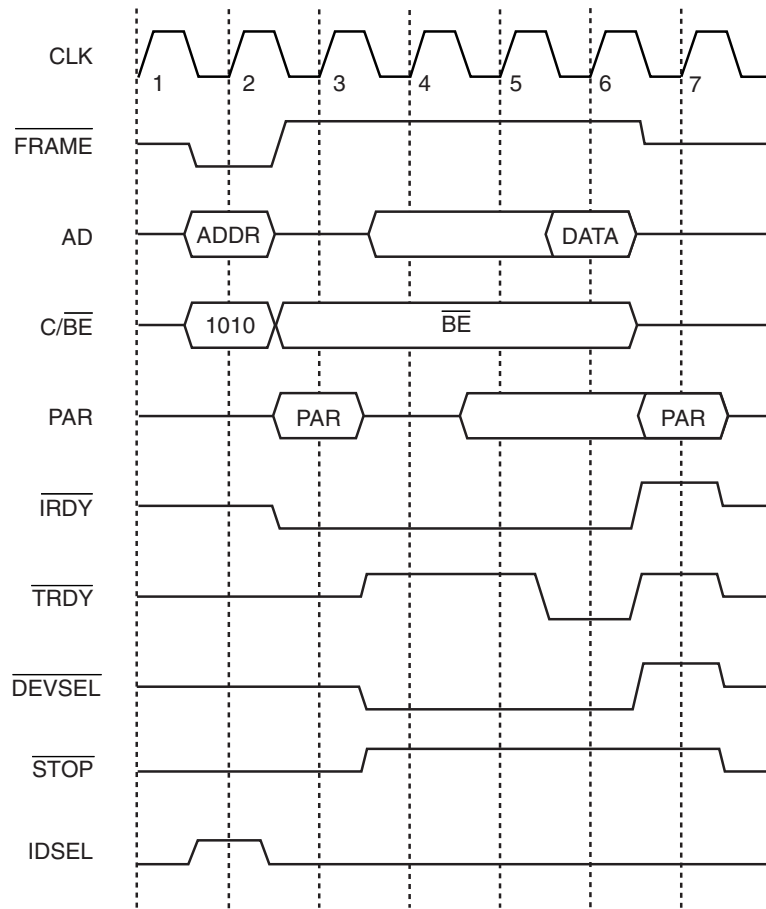 CLK
1 2 3 4 5 6 7
FRAME
AD ADDR DATA
C/BE 1010 BE
PAR PAR PAR
IRDY
TRDY
DEVSEL
STOP
IDSEL